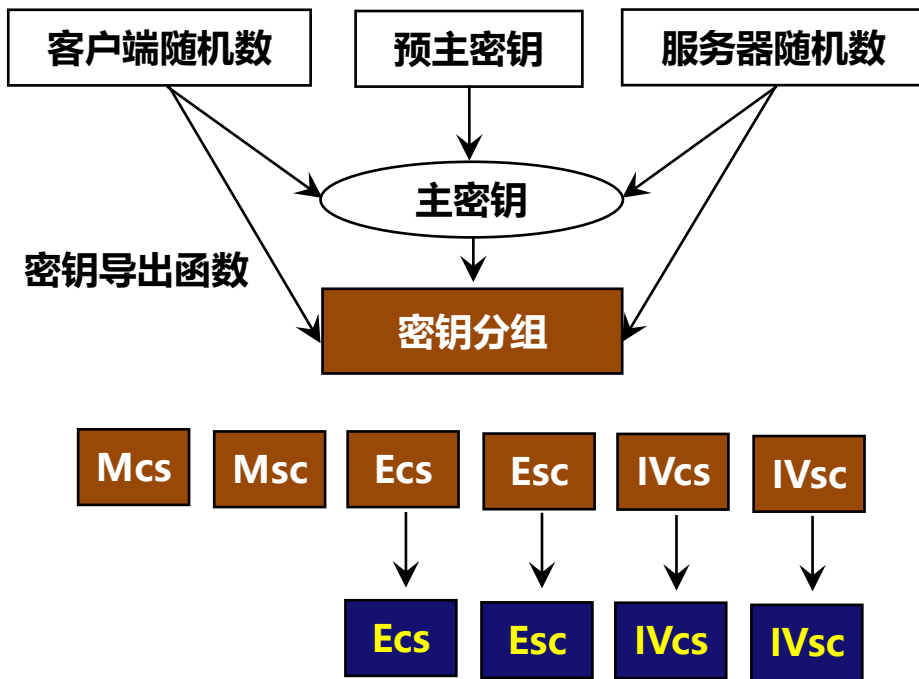 客户端随机数
预主密钥
服务器随机数
主密钥
密钥导出函数
密钥分组
Mcs
Msc
Ecs
Esc
IVcs
IVsc
Ecs
Esc
IVcs
IVsc